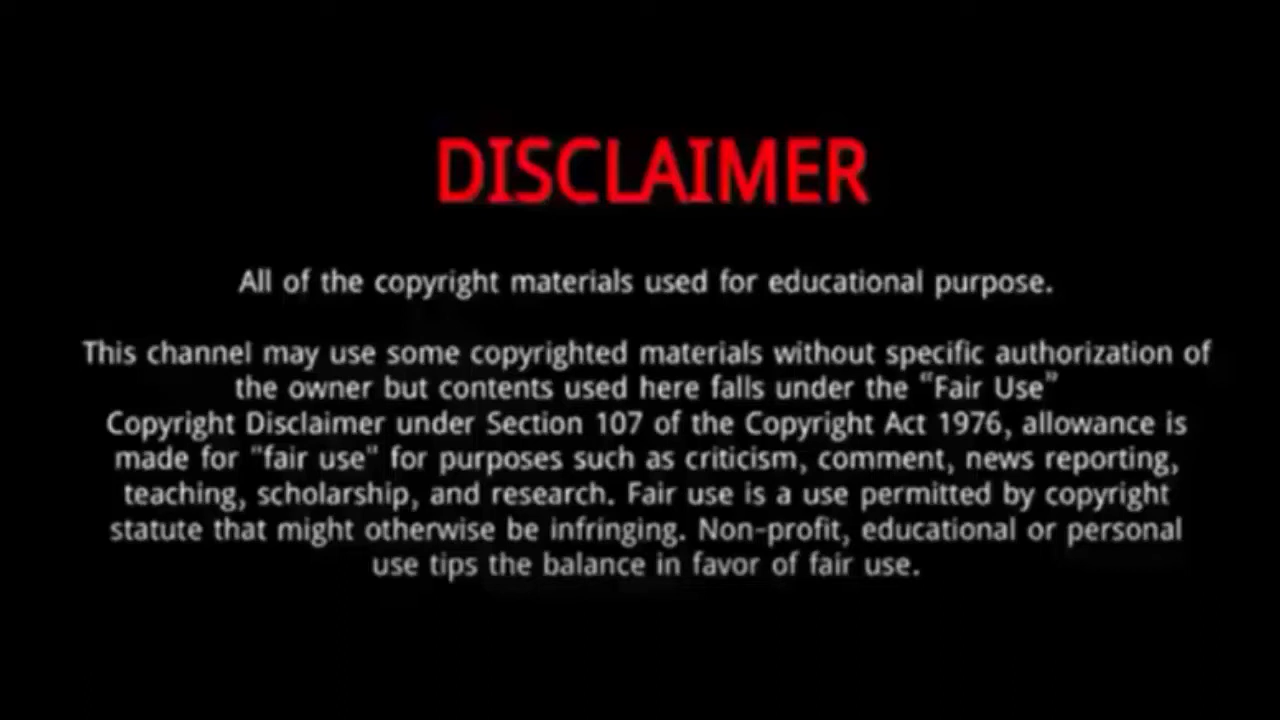 DISCLAIMER
All of the copyright materials used for educational purpose.
This channel may use some copyrighted materials without specific authorization of
the owner but contents used here falls under the “Fair Use”
Copyright Disclaimer under Section 107 of the Copyright Act 1976, allowance is
made for "fair use" for purposes such as criticism, comment, news reporting,
teaching, scholarship, and research. Fair use is a use permitted by copyright
statute that might otherwise be infringing. Non-profit, educational or personal
use tips the balance in favor of fair use.